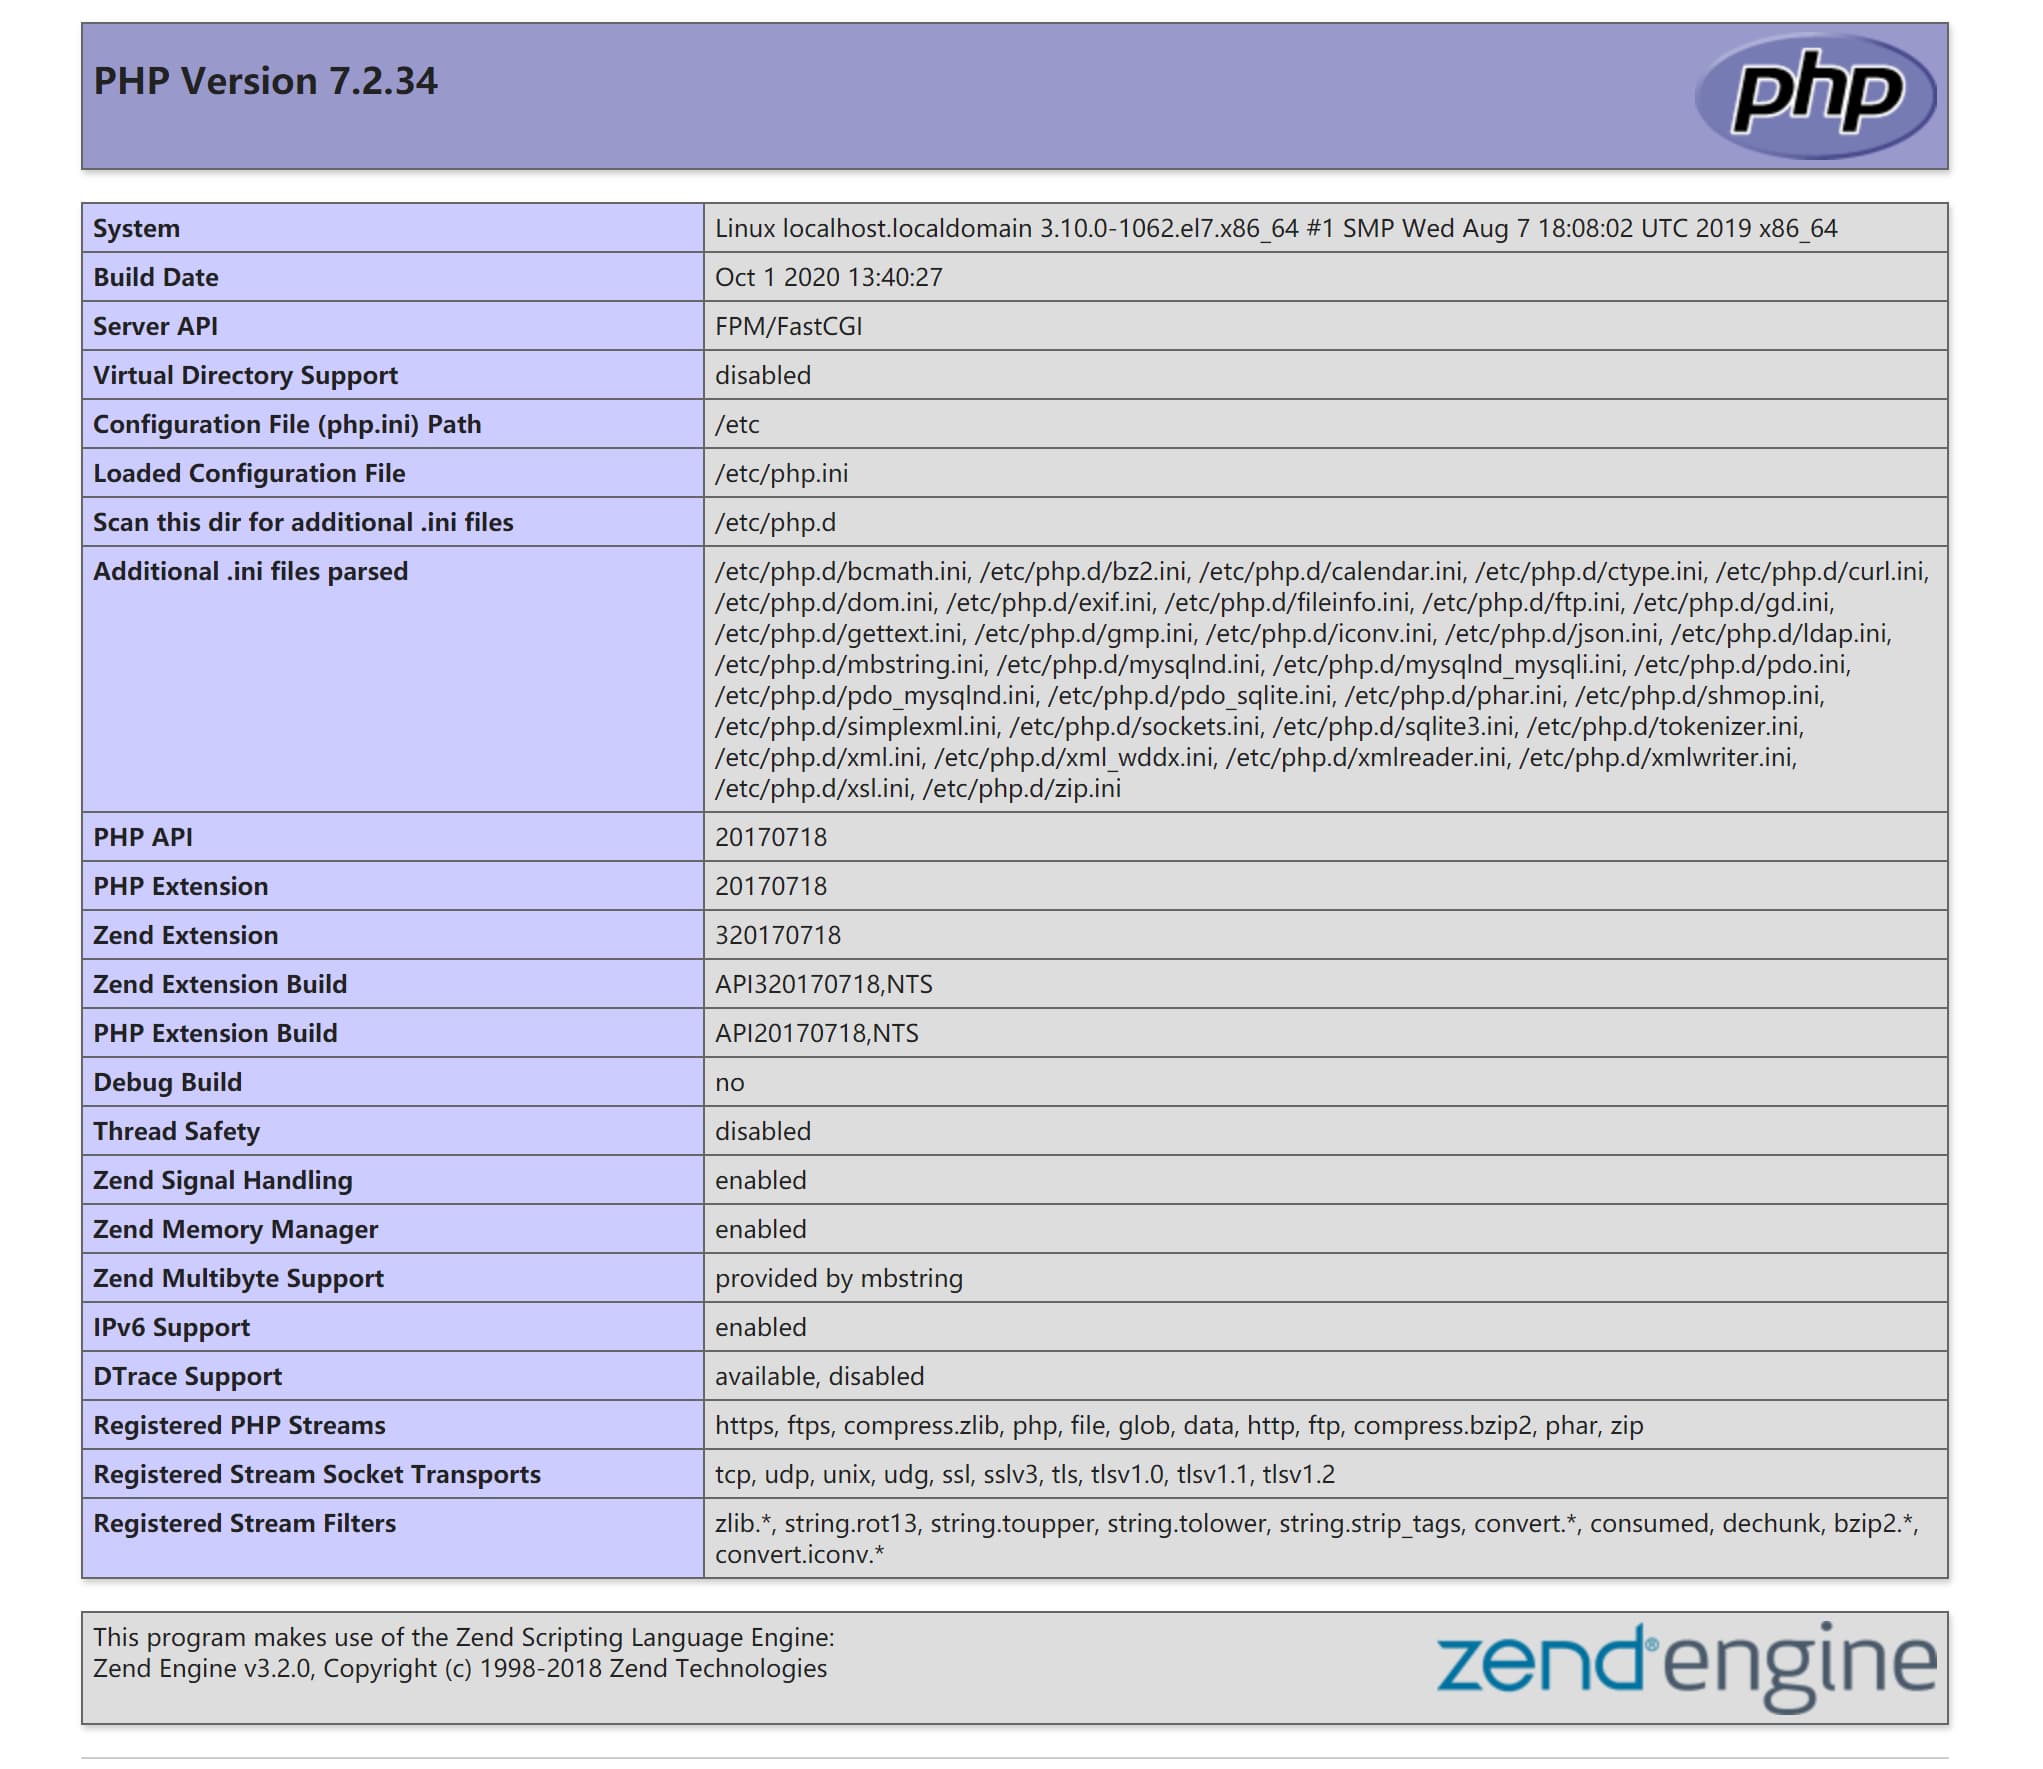 PHP Version 7.2.34
php
System Linux localhost.localdomain 3.10.0-1062.el7.x86_64 #1 SMP Wed Aug 7 18:08:02 UTC 2019 x86_64
Build Date Oct 1 2020 13:40:27
Server API FPM/FastCGI
Virtual Directory Support disabled
Configuration File (php.ini) Path /etc
Loaded Configuration File /etc/php.ini
Scan this dir for additional .ini files /etc/php.d
Additional .ini files parsed /etc/php.d/bcmath.ini, /etc/php.d/bz2.ini, /etc/php.d/calendar.ini, /etc/php.d/ctype.ini, /etc/php.d/curl.ini,
/etc/php.d/dom.ini, /etc/php.d/exif.ini, /etc/php.d/fileinfo.ini, /etc/php.d/ftp.ini, /etc/php.d/gd.ini,
/etc/php.d/gettext.ini, /etc/php.d/gmp.ini, /etc/php.d/iconv.ini, /etc/php.d/json.ini, /etc/php.d/ldap.ini,
/etc/php.d/mbstring.ini, /etc/php.d/mysqlnd.ini, /etc/php.d/mysqlnd_mysqli.ini, /etc/php.d/pdo.ini,
/etc/php.d/pdo_mysqlnd.ini, /etc/php.d/pdo_sqlite.ini, /etc/php.d/phar.ini, /etc/php.d/shmop.ini,
/etc/php.d/simplexml.ini, /etc/php.d/sockets.ini, /etc/php.d/sqlite3.ini, /etc/php.d/tokenizer.ini,
/etc/php.d/xml.ini, /etc/php.d/xml_wddx.ini, /etc/php.d/xmlreader.ini, /etc/php.d/xmlwriter.ini,
/etc/php.d/xsl.ini, /etc/php.d/zip.ini
PHP API 20170718
PHP Extension 20170718
Zend Extension 320170718
Zend Extension Build API320170718,NTS
PHP Extension Build API20170718,NTS
Debug Build no
Thread Safety disabled
Zend Signal Handling enabled
Zend Memory Manager enabled
Zend Multibyte Support provided by mbstring
IPv6 Support enabled
DTrace Support available, disabled
Registered PHP Streams https, ftps, compress.zlib, php, file, glob, data, http, ftp, compress.bzip2, phar, zip
Registered Stream Socket Transports tcp, udp, unix, udg, ssl, sslv3, tls, tlsv1.0, tlsv1.1, tlsv1.2
Registered Stream Filters zlib.*, string.rot13, string.toupper, string.tolower, string.strip_tags, convert.*, consumed, dechunk, bzip2.*,
convert.iconv.*
This program makes use of the Zend Scripting Language Engine:
Zend Engine v3.2.0, Copyright (c) 1998-2018 Zend Technologies
zend®engine